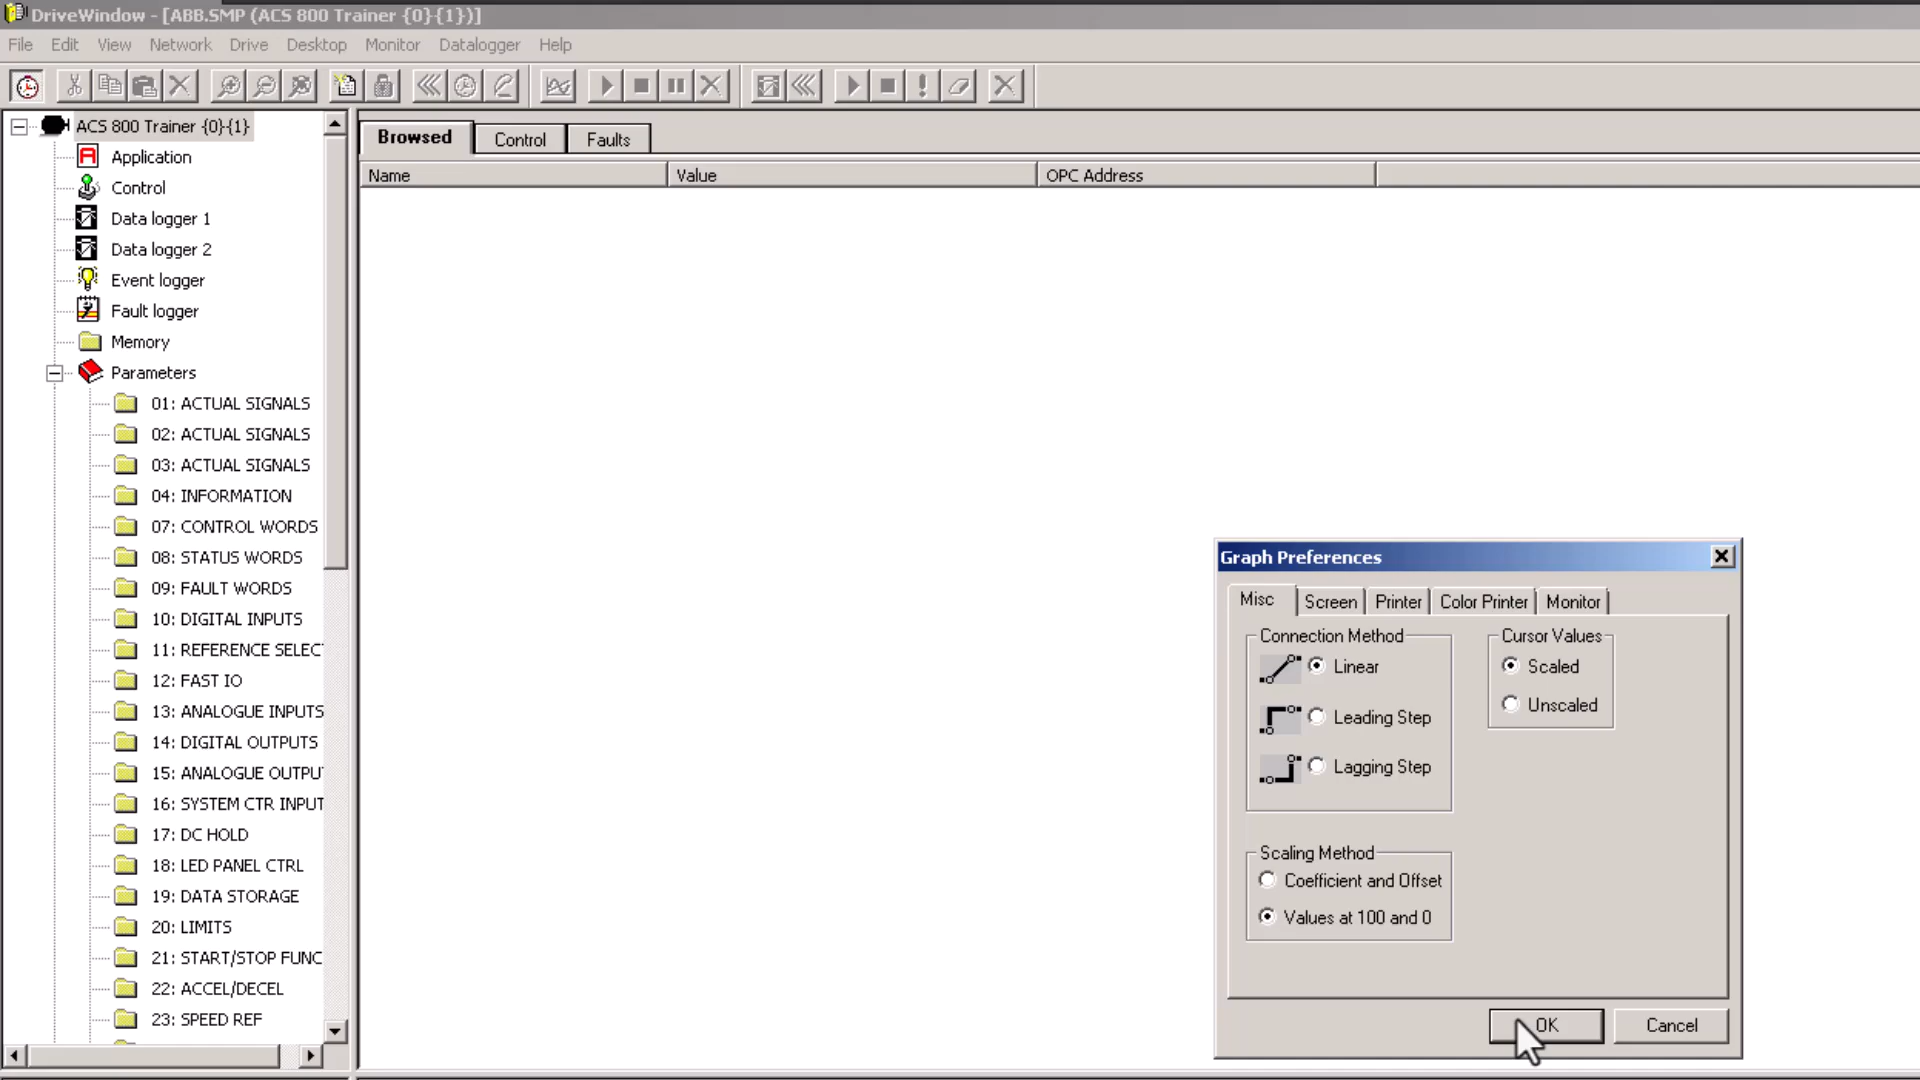 DriveWindow - [ABB.SMP (ACS 800 Trainer {0}{1})]
File Edit View Network Drive Desktop Monitor Datalogger Help
ACS 800 Trainer {0}{1}
Application
Control
Data logger 1
Data logger 2
Event logger
Fault logger
Memory
Parameters
01: ACTUAL SIGNALS
02: ACTUAL SIGNALS
03: ACTUAL SIGNALS
04: INFORMATION
07: CONTROL WORDS
08: STATUS WORDS
09: FAULT WORDS
10: DIGITAL INPUTS
11: REFERENCE SELEC
12: FAST IO
13: ANALOGUE INPUTS
14: DIGITAL OUTPUTS
15: ANALOGUE OUTPU
16: SYSTEM CTR INPUT
17: DC HOLD
18: LED PANEL CTRL
19: DATA STORAGE
20: LIMITS
21: START/STOP FUNC
22: ACCEL/DECEL
23: SPEED REF
Browsed Control Faults
Name Value OPC Address
Graph Preferences
Misc Screen Printer Color Printer Monitor
Connection Method
Linear
Leading Step
Lagging Step
Cursor Values
Scaled
Unscaled
Scaling Method
Coefficient and Offset
Values at 100 and 0
OK Cancel